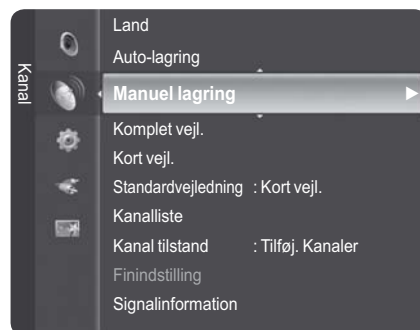 Kanal
Land
Auto-lagring
Manuel lagring
Komplet vejl.
Kort vejl.
Standardvejledning : Kort vejl.
Kanalliste
Kanal tilstand : Tilføj. Kanaler
Finindstilling
Signalinformation